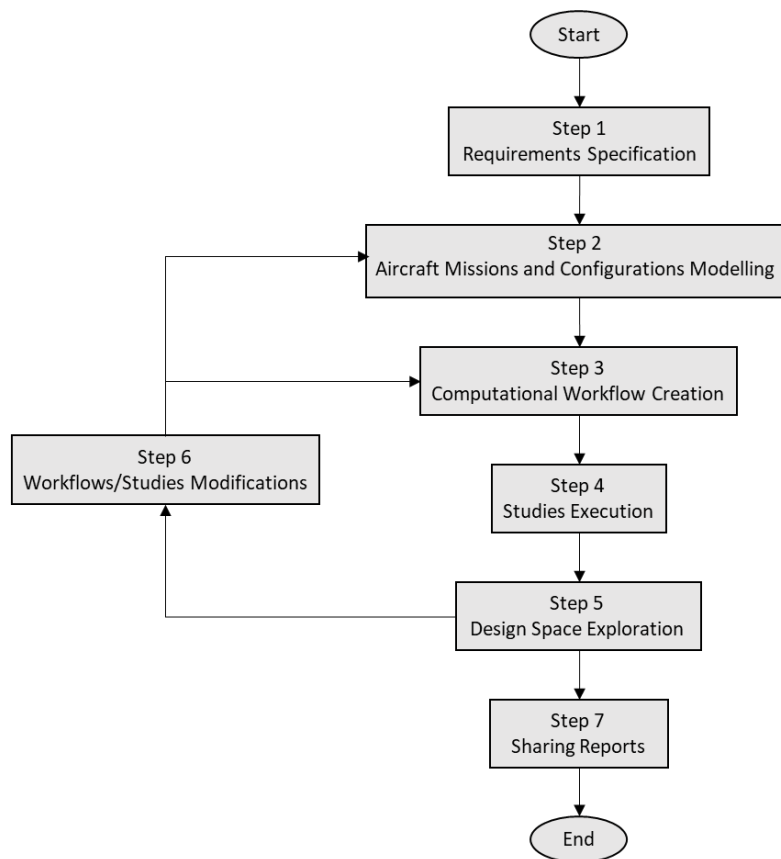 Start
Step 1
Requirements Specification
Step 2
Aircraft Missions and Configurations Modelling
Step 3
Computational Workflow Creation
Step 6
Workflows/Studies Modifications
Step 4
Studies Execution
Step 5
Design Space Exploration
Step 7
Sharing Reports
End